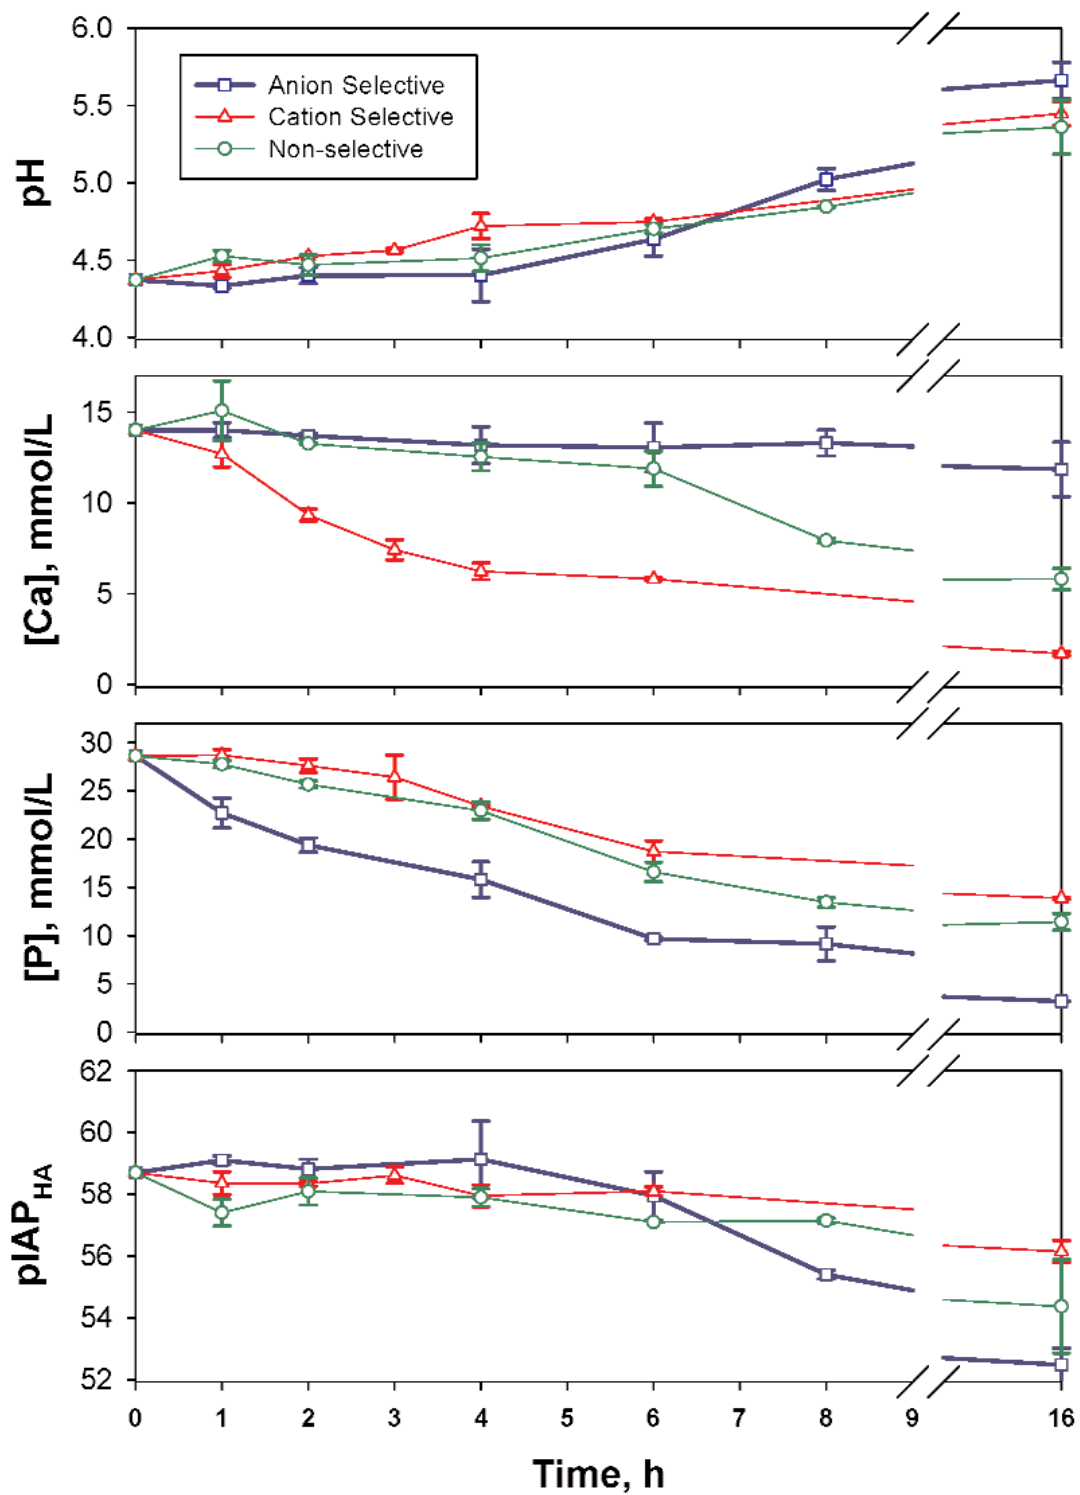 6.0
5.5
5.0
4.5
4.0
pH
Anion Selective
Cation Selective
Non-selective
15
10
5
0
[Ca], mmol/L
30
25
20
15
10
5
0
[P], mmol/L
62
60
58
56
54
52
pIAP_HA
0 1 2 3 4 5 6 7 8 9 16
Time, h